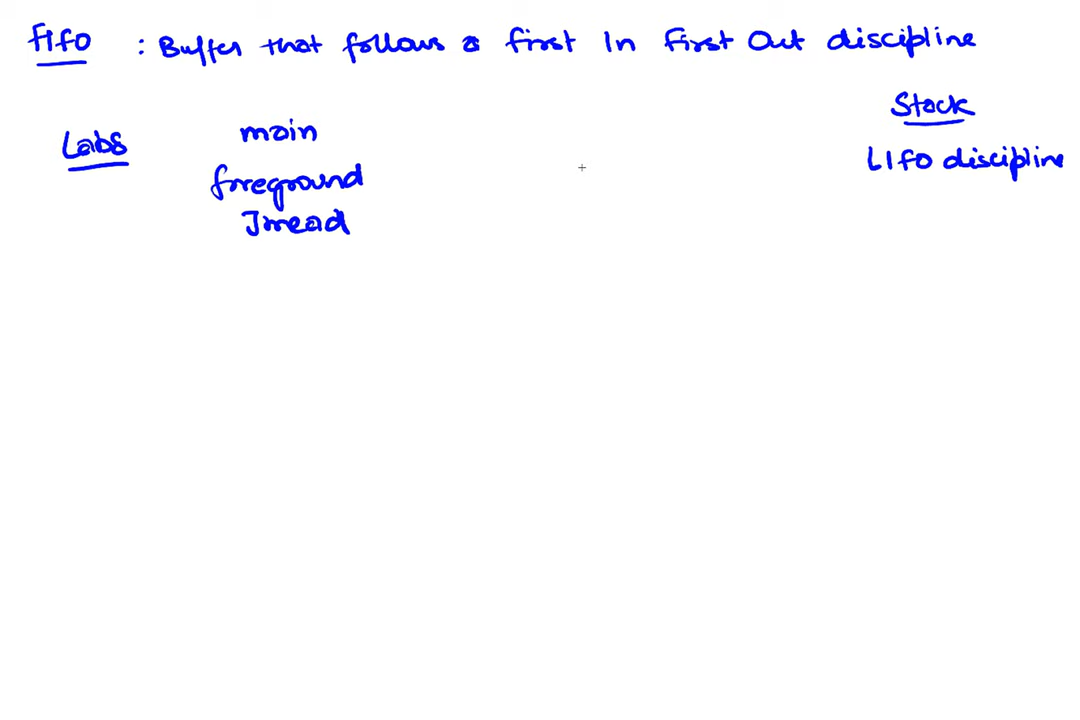 FIFO : Buffer that follows a first In First Out discipline
Stack
Labs main
LIFO discipline
foreground
Thread